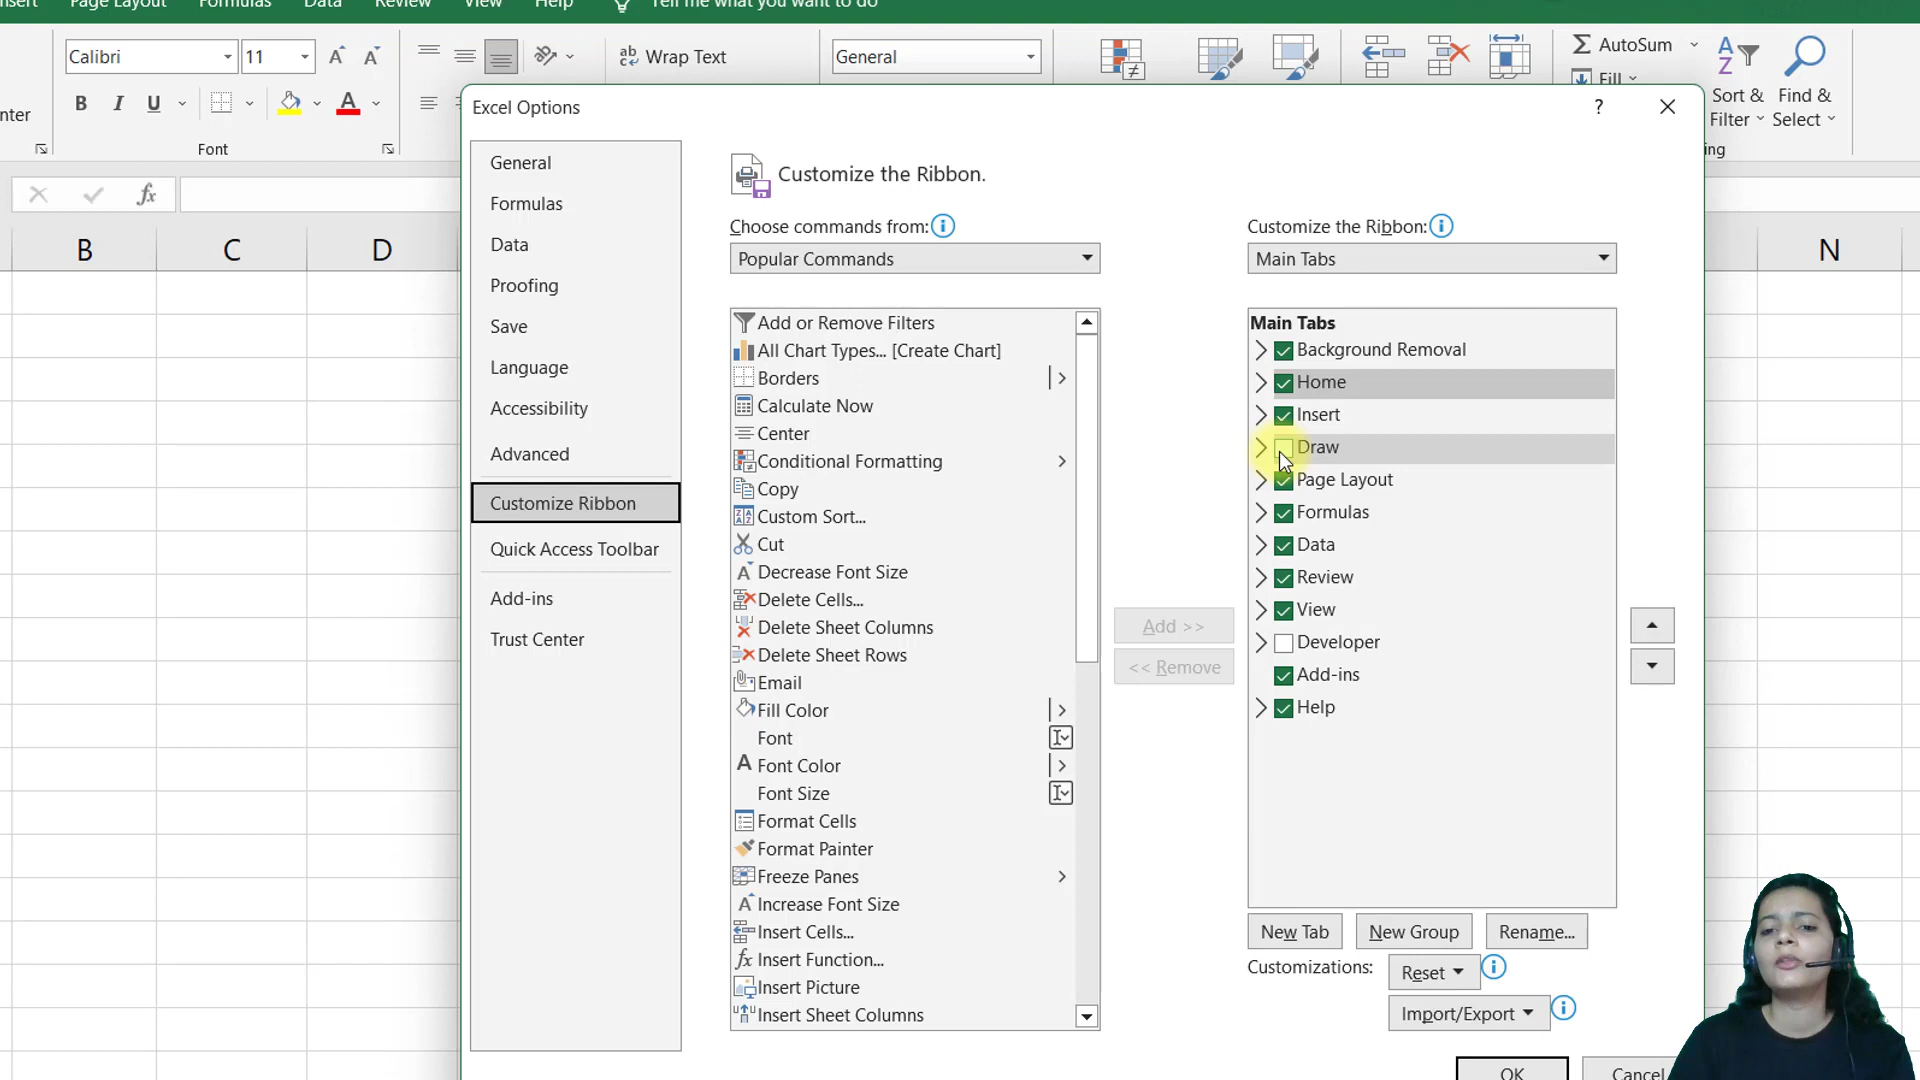 Page Layout Formulas Data Review View Help Tell me what you want to do
Calibri 11 Wrap Text General AutoSum
Fill
Sort & Filter Find & Select
Font
Excel Options
General
Formulas
Data
Proofing
Save
Language
Accessibility
Advanced
Customize Ribbon
Quick Access Toolbar
Add-ins
Trust Center
Customize the Ribbon.
Choose commands from:
Popular Commands
Add or Remove Filters
All Chart Types... [Create Chart]
Borders
Calculate Now
Center
Conditional Formatting
Copy
Custom Sort...
Cut
Decrease Font Size
Delete Cells...
Delete Sheet Columns
Delete Sheet Rows
Email
Fill Color
Font
Font Color
Font Size
Format Cells
Format Painter
Freeze Panes
Increase Font Size
Insert Cells...
Insert Function...
Insert Picture
Insert Sheet Columns
Add >>
<< Remove
Customize the Ribbon:
Main Tabs
Main Tabs
Background Removal
Home
Insert
Draw
Page Layout
Formulas
Data
Review
View
Developer
Add-ins
Help
New Tab New Group Rename...
Customizations: Reset
Import/Export
OK Cancel
B C D N